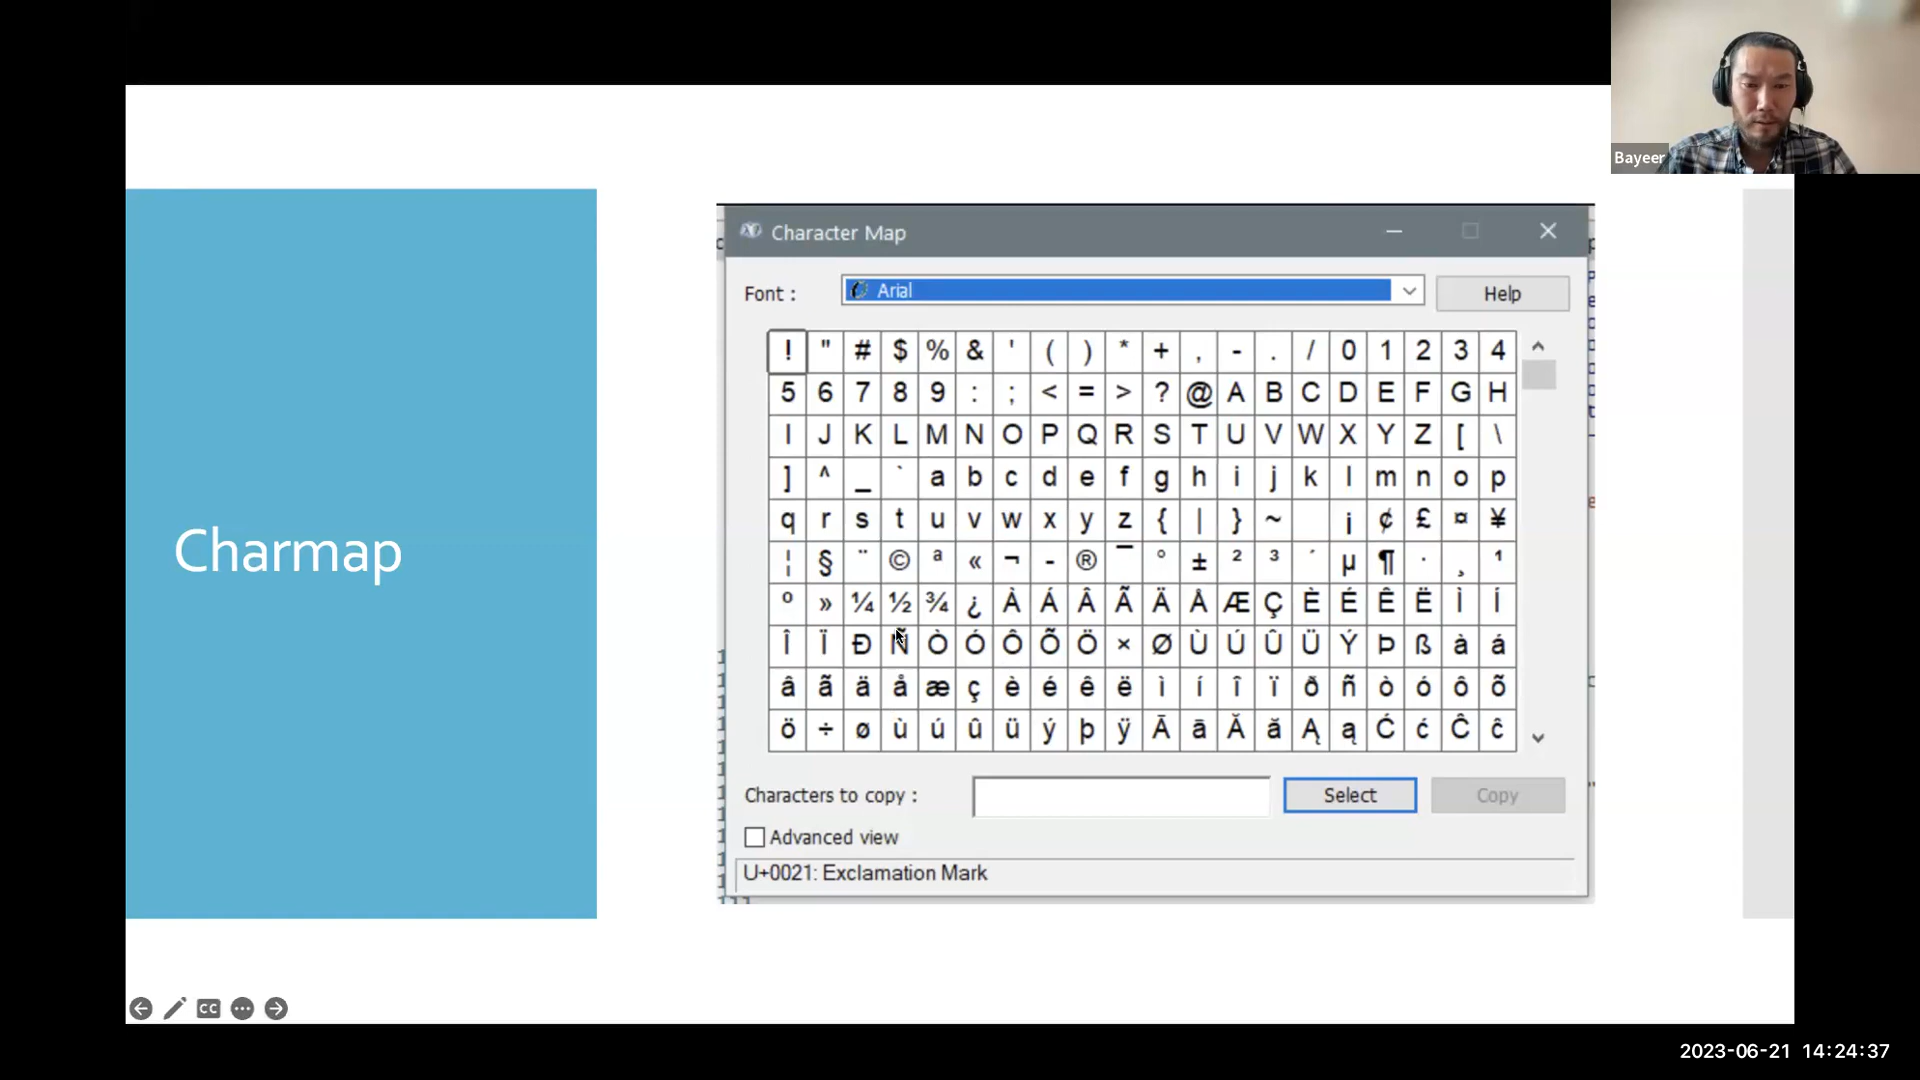 Bayeer
Charmap
Character Map
Font :
Arial
Help
! " # $ % & ' ( ) * + , - . / 0 1 2 3 4
5 6 7 8 9 : ; < = > ? @ A B C D E F G H
I J K L M N O P Q R S T U V W X Y Z [ \
] ^ _ ` a b c d e f g h i j k l m n o p
q r s t u v w x y z { | } ~ ¡ ¢ £ ¤ ¥
¦ § ¨ © ª « ¬ - ® ¯ ° ± ² ³ ´ µ ¶ · ¸ ¹
º » ¼ ½ ¾ ¿ À Á Â Ã Ä Å Æ Ç È É Ê Ë Ì Í
Î Ï Ð Ñ Ò Ó Ô Õ Ö × Ø Ù Ú Û Ü Ý Þ ß à á
â ã ä å æ ç è é ê ë ì í î ï ð ñ ò ó ô õ
ö ÷ ø ù ú û ü ý þ ÿ Ā ā Ă ă Ą ą Ć ć Ĉ ĉ
Characters to copy :
Select
Copy
Advanced view
U+0021: Exclamation Mark
CC
2023-06-21 14:24:37